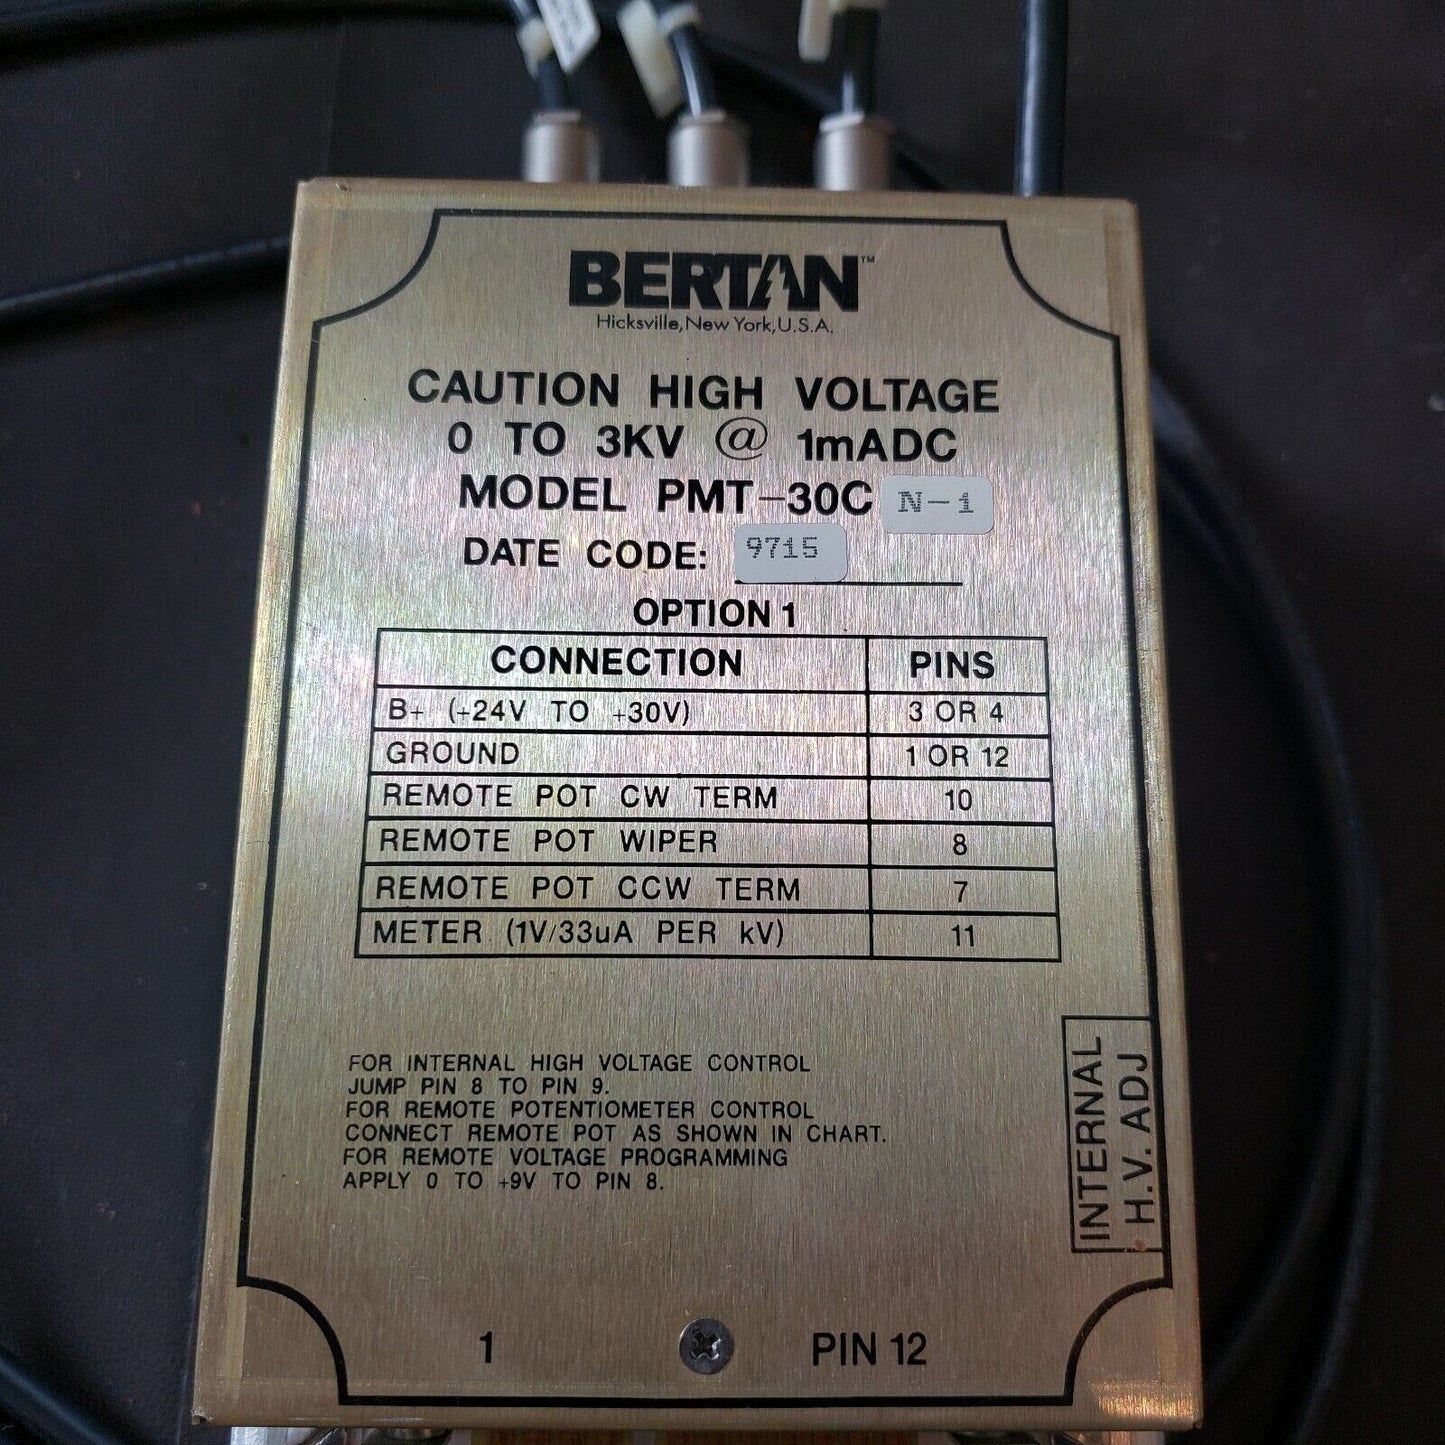 BERTAN™
Hicksville, New York, U.S.A.
CAUTION HIGH VOLTAGE
0 TO 3KV @ 1mADC
MODEL PMT-30C N-1
DATE CODE: 9715
OPTION 1
CONNECTION PINS
B+ (+24V TO +30V) 3 OR 4
GROUND 1 OR 12
REMOTE POT CW TERM 10
REMOTE POT WIPER 8
REMOTE POT CCW TERM 7
METER (1V/33uA PER kV) 11
FOR INTERNAL HIGH VOLTAGE CONTROL
JUMP PIN 8 TO PIN 9.
FOR REMOTE POTENTIOMETER CONTROL
CONNECT REMOTE POT AS SHOWN IN CHART.
FOR REMOTE VOLTAGE PROGRAMMING
APPLY 0 TO +9V TO PIN 8.
INTERNAL
H.V. ADJ
1 PIN 12